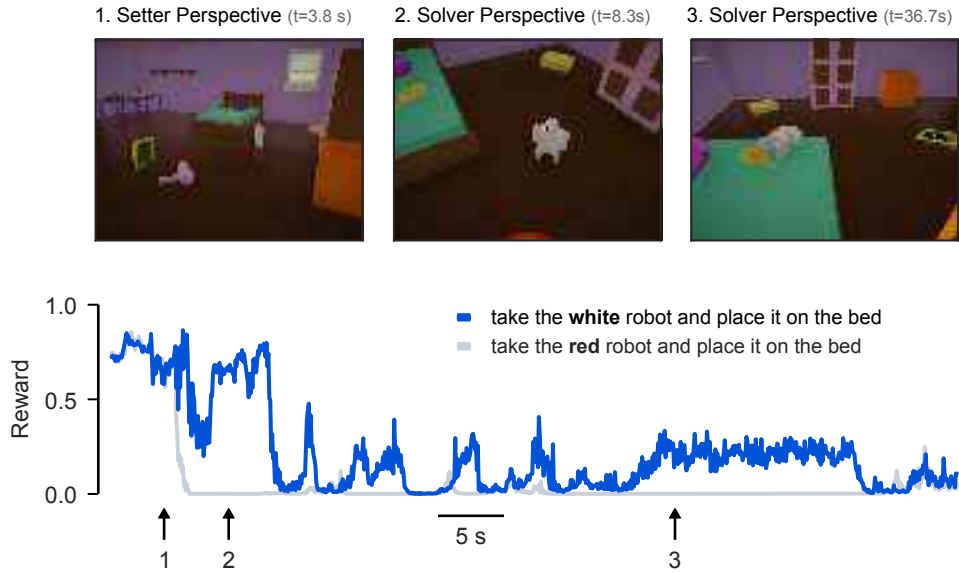 1. Setter Perspective (t=3.8 s)
2. Solver Perspective (t=8.3s)
3. Solver Perspective (t=36.7s)
1.0
take the white robot and place it on the bed
take the red robot and place it on the bed
Reward
0.5
0.0
5 s
1
2
3